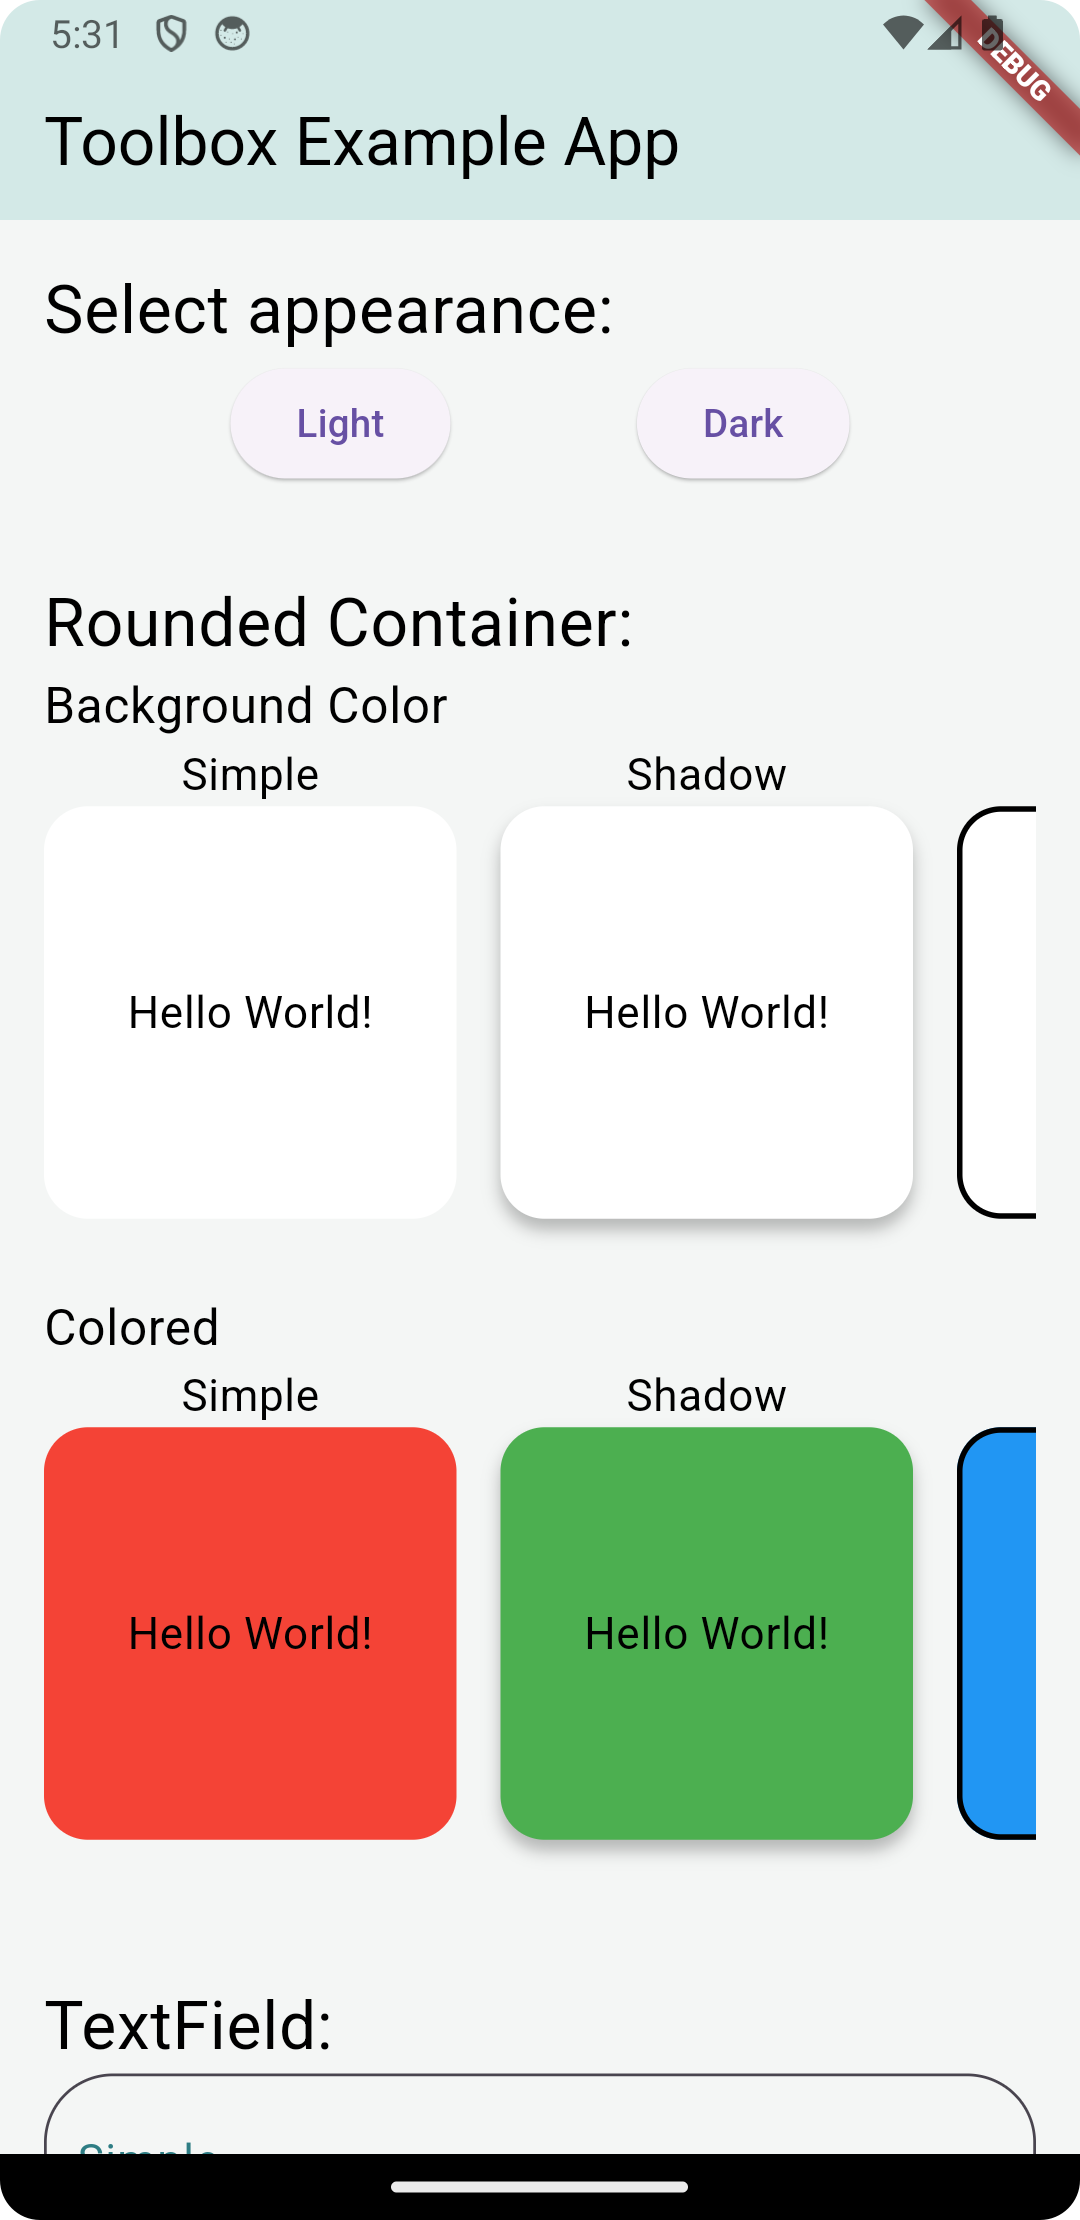 5:31
DEBUG
Toolbox Example App
Select appearance:
Light Dark
Rounded Container:
Background Color
Simple Shadow
Hello World! Hello World!
Colored
Simple Shadow
Hello World! Hello World!
TextField:
Simple